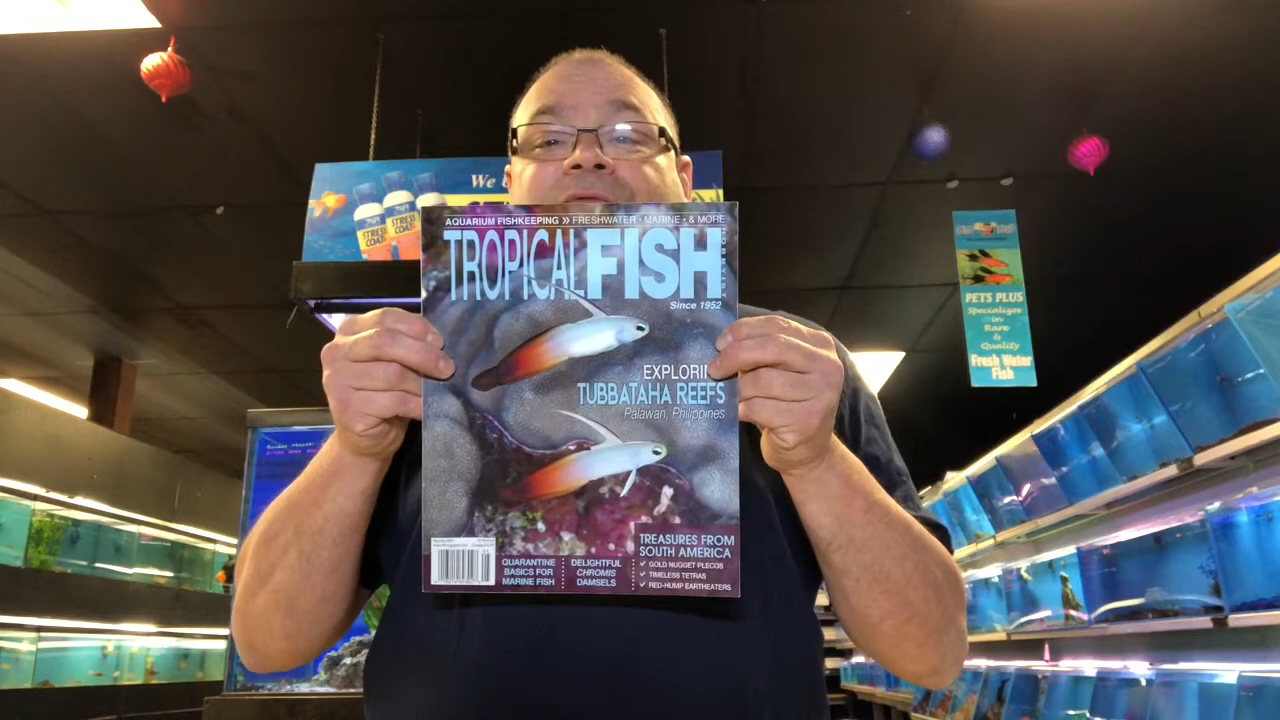 We
STRESS
COAT
STRESS
COAT
AQUARIUM FISHKEEPING » FRESHWATER • MARINE • & MORE
TROPICAL FISH
HOBBYIST
Since 1952
TUBBATAHA REEFS
Palawan, Philippines
TREASURES FROM
SOUTH AMERICA
✓ GOLD NUGGET PLECOS
✓ TIMELESS TETRAS
✓ RED-HUMP EARTHEATERS
QUARANTINE
BASICS FOR
MARINE FISH
DELIGHTFUL
CHROMIS
DAMSELS
PETS PLUS
Specializes
in
Rare
&
Quality
Fresh Water
Fish